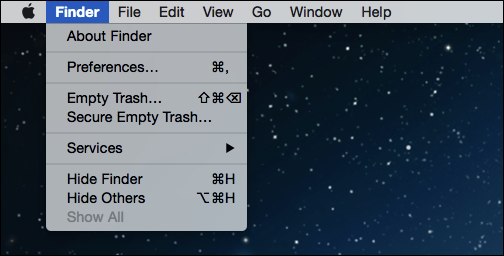 Finder File Edit View Go Window Help
About Finder
Preferences... ⌘,
Empty Trash... ⇧⌘⌫
Secure Empty Trash...
Services ▶
Hide Finder ⌘H
Hide Others ⌥⌘H
Show All